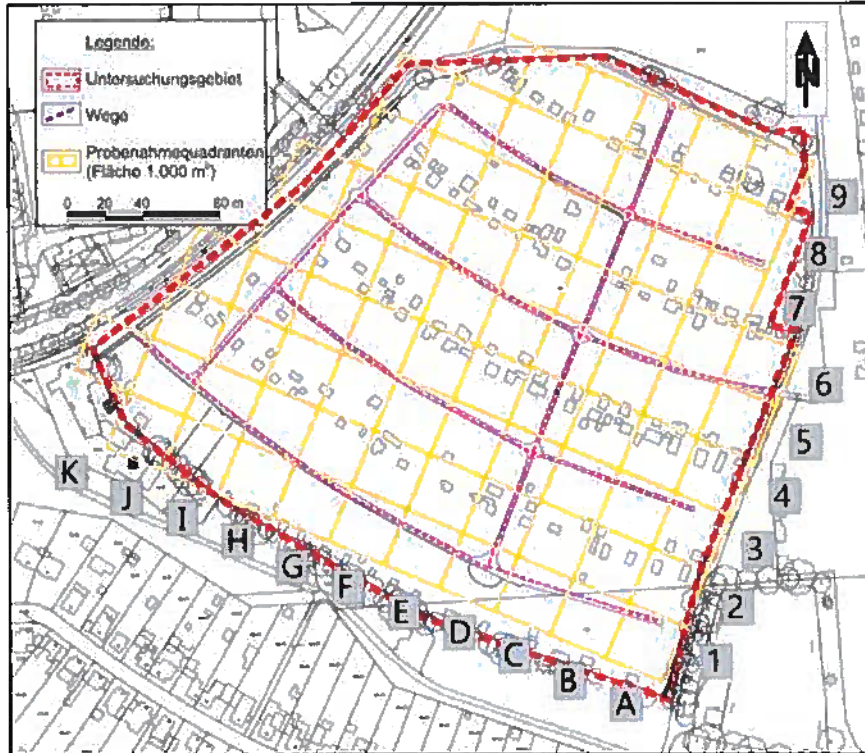 Legende:
Untersuchungsgebiet
Wege
Probenahmequadranten
(Fläche 1.000 m²)
0 20 40 80 m
N
9
8
7
6
5
4
3
2
1
K
J
I
H
G
F
E
D
C
B
A